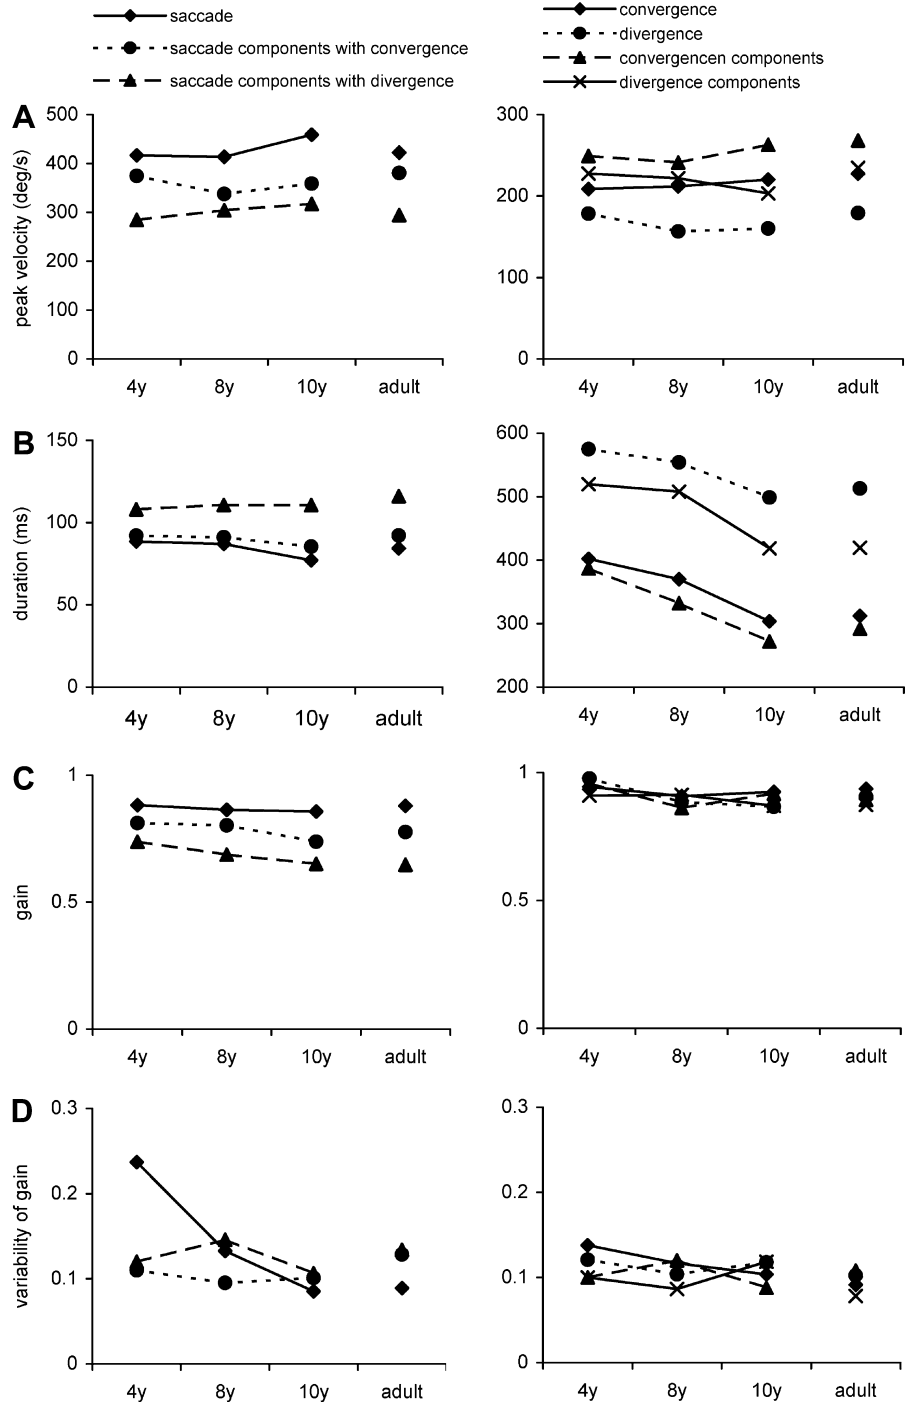 saccade
saccade components with convergence
saccade components with divergence
convergence
divergence
convergencen components
divergence components
A
peak velocity (deg/s)
500
400
300
200
100
0
4y 8y 10y adult
300
200
100
0
4y 8y 10y adult
B
duration (ms)
150
100
50
0
4y 8y 10y adult
600
500
400
300
200
4y 8y 10y adult
C
gain
1
0.5
0
4y 8y 10y adult
1
0.5
0
4y 8y 10y adult
D
variability of gain
0.3
0.2
0.1
0
4y 8y 10y adult
0.3
0.2
0.1
0
4y 8y 10y adult